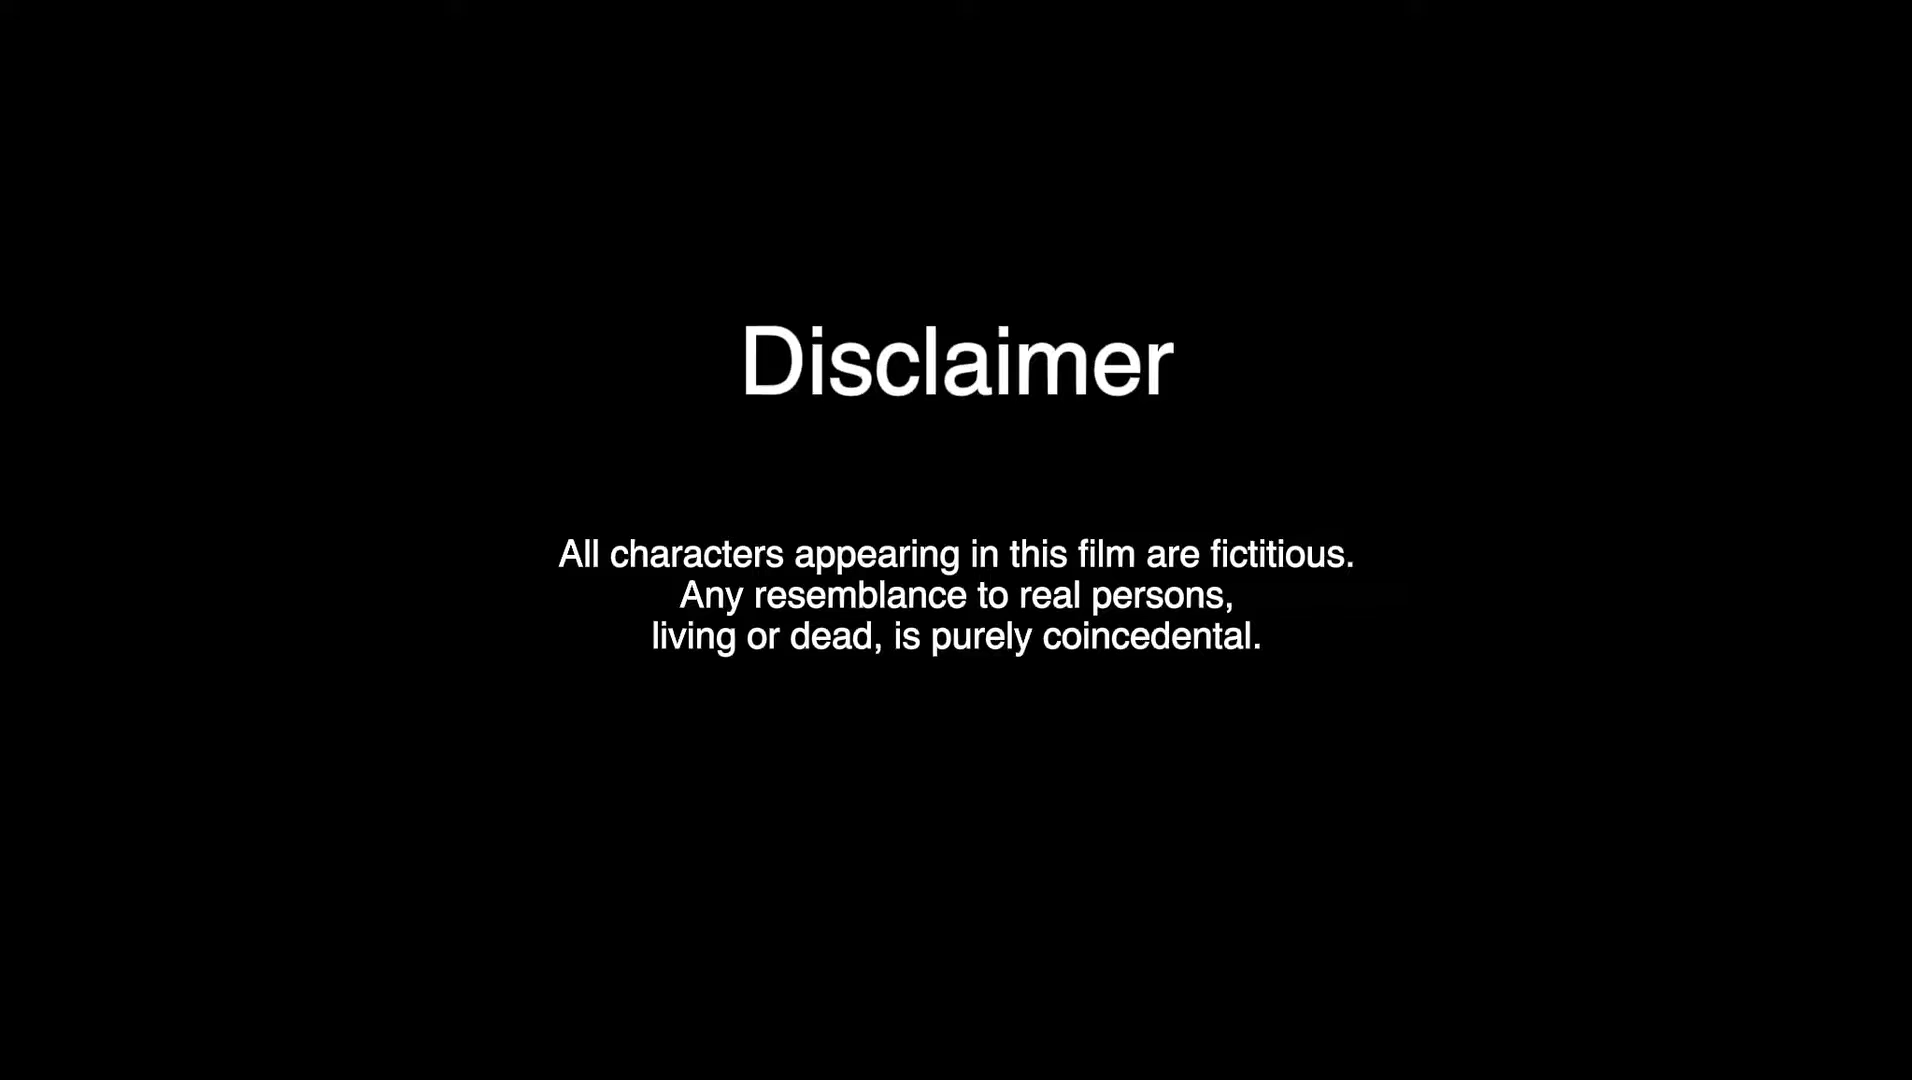 Disclaimer
All characters appearing in this film are fictitious.
Any resemblance to real persons,
living or dead, is purely coincedental.